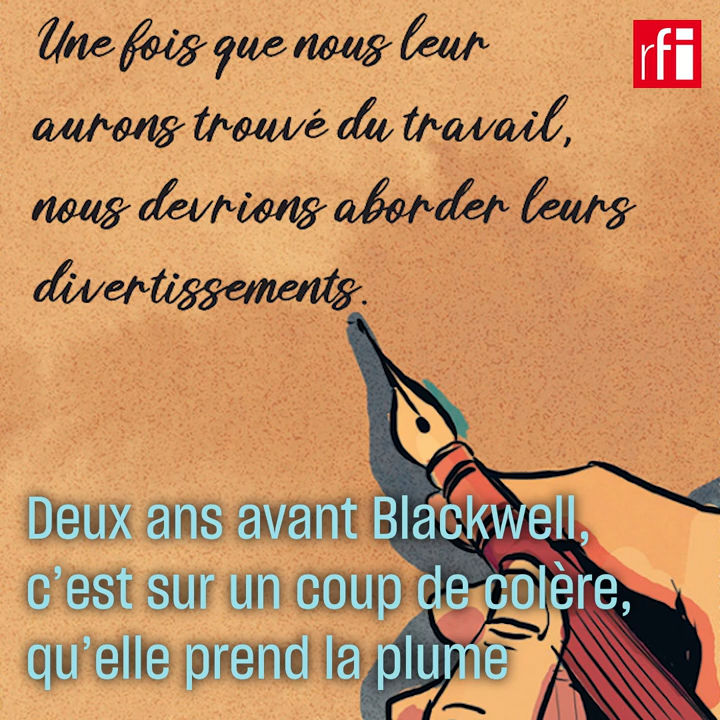 Une fois que nous leur
rfi
aurons trouvé du travail,
nous devrions aborder leurs
divertissements.
Deux ans avant Blackwell,
c’est sur un coup de colère,
qu’elle prend la plume